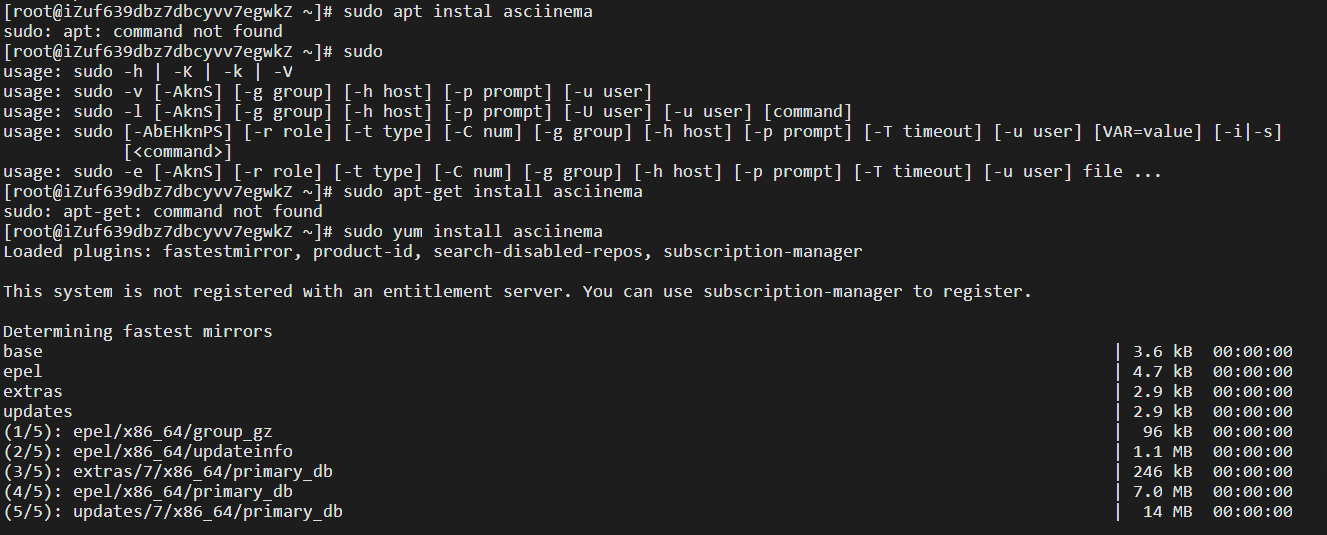 [root@iZuf639dbz7dbcyvv7egwkZ ~]# sudo apt instal asciinema
sudo: apt: command not found
[root@iZuf639dbz7dbcyvv7egwkZ ~]# sudo
usage: sudo -h | -K | -k | -V
usage: sudo -v [-AknS] [-g group] [-h host] [-p prompt] [-u user]
usage: sudo -l [-AknS] [-g group] [-h host] [-p prompt] [-U user] [-u user] [command]
usage: sudo [-AbEHknPS] [-r role] [-t type] [-C num] [-g group] [-h host] [-p prompt] [-T timeout] [-u user] [VAR=value] [-i|-s]
            [<command>]
usage: sudo -e [-AknS] [-r role] [-t type] [-C num] [-g group] [-h host] [-p prompt] [-T timeout] [-u user] file ...
[root@iZuf639dbz7dbcyvv7egwkZ ~]# sudo apt-get install asciinema
sudo: apt-get: command not found
[root@iZuf639dbz7dbcyvv7egwkZ ~]# sudo yum install asciinema
Loaded plugins: fastestmirror, product-id, search-disabled-repos, subscription-manager
This system is not registered with an entitlement server. You can use subscription-manager to register.
Determining fastest mirrors
base | 3.6 kB 00:00:00
epel | 4.7 kB 00:00:00
extras | 2.9 kB 00:00:00
updates | 2.9 kB 00:00:00
(1/5): epel/x86_64/group_gz | 96 kB 00:00:00
(2/5): epel/x86_64/updateinfo | 1.1 MB 00:00:00
(3/5): extras/7/x86_64/primary_db | 246 kB 00:00:00
(4/5): epel/x86_64/primary_db | 7.0 MB 00:00:00
(5/5): updates/7/x86_64/primary_db | 14 MB 00:00:00